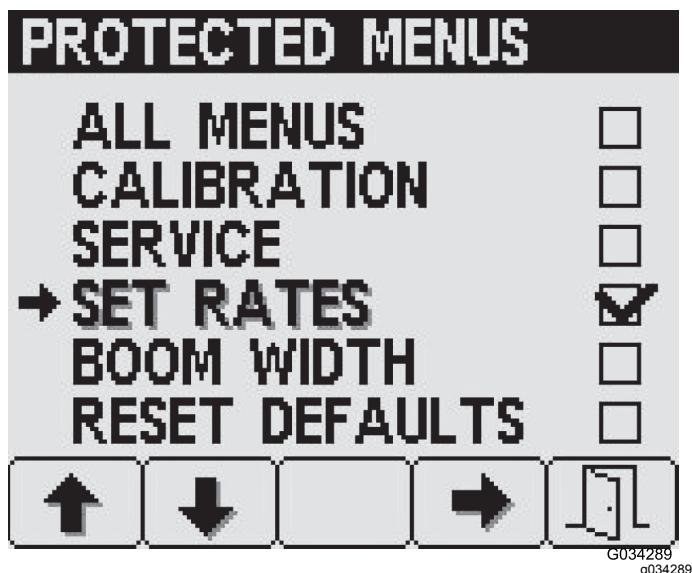 PROTECTED MENUS
ALL MENUS
CALIBRATION
SERVICE
SET RATES
BOOM WIDTH
RESET DEFAULTS
G034289
g034289